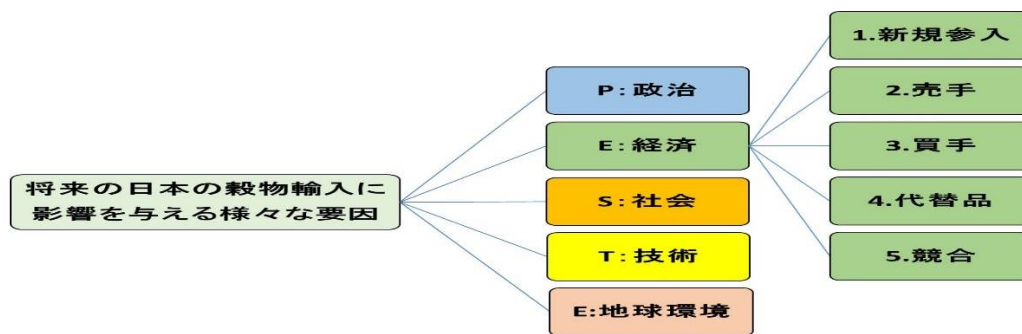 将来の日本の穀物輸入に
影響を与える様々な要因
P:政治
E:経済
S:社会
T:技術
E:地球環境
1.新規参入
2.売手
3.買手
4.代替品
5.競合